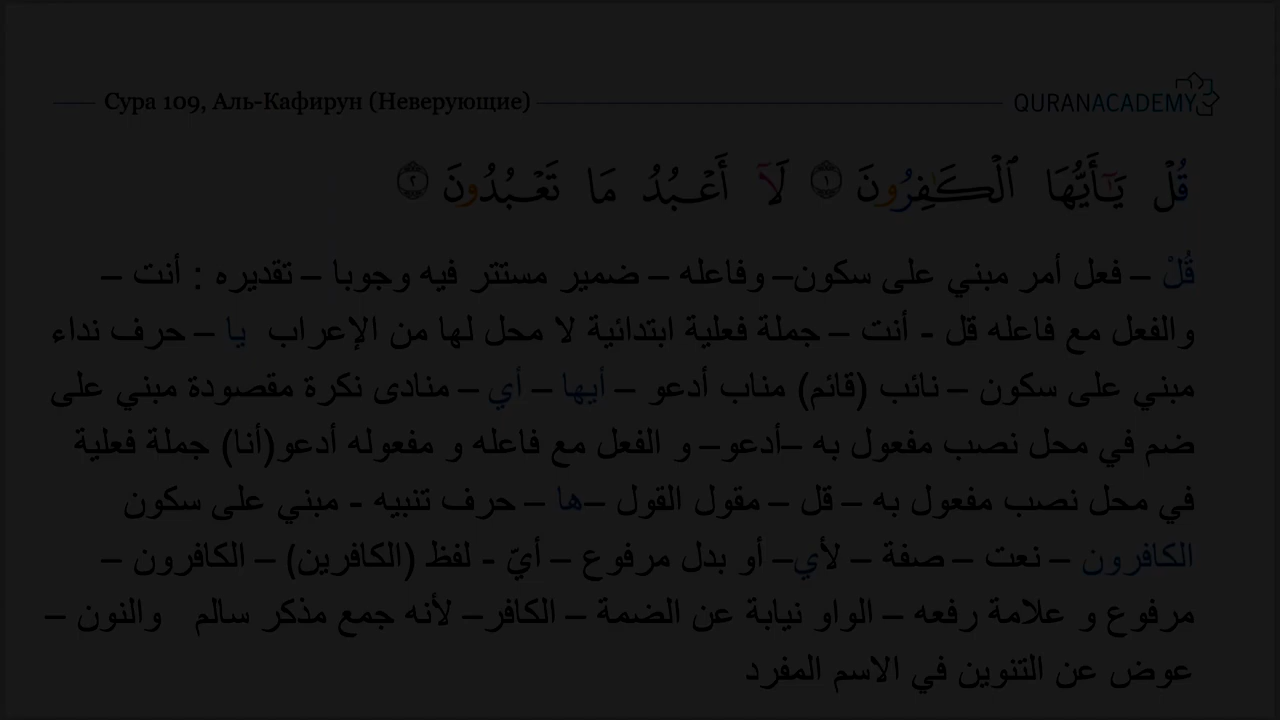 Сура 109, Аль-Кафирун (Неверующие)
QURANACADEMY
قُلْ يَـٰٓأَيُّهَا ٱلْكَـٰفِرُونَ ١ لَآ أَعْبُدُ مَا تَعْبُدُونَ ٢
قُلْ – فعل أمر مبني على سكون– وفاعله – ضمير مستتر فيه وجوبا – تقديره : أنت –
والفعل مع فاعله قل - أنت – جملة فعلية ابتدائية لا محل لها من الإعراب يا – حرف نداء
مبني على سكون – نائب (قائم) مناب أدعو – أيها – أي – منادى نكرة مقصودة مبني على
ضم في محل نصب مفعول به –أدعو– و الفعل مع فاعله و مفعوله أدعو(أنا) جملة فعلية
في محل نصب مفعول به – قل – مقول القول –ها – حرف تنبيه - مبني على سكون
الكافرون – نعت – صفة – لأي– أو بدل مرفوع – أيّ - لفظ (الكافرين) – الكافرون –
مرفوع و علامة رفعه – الواو نيابة عن الضمة – الكافر– لأنه جمع مذكر سالم والنون –
عوض عن التنوين في الاسم المفرد